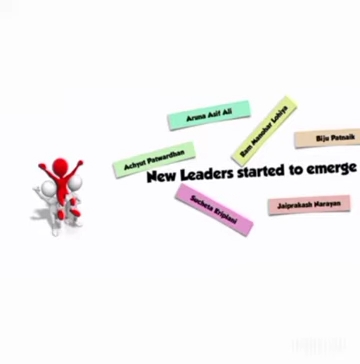 Aruna Asif Ali
Ram Manohar Lohiya
Biju Patnaik
Achyut Patwardhan
New Leaders started to emerge
Sucheta Kriplani
Jaiprakash Narayan